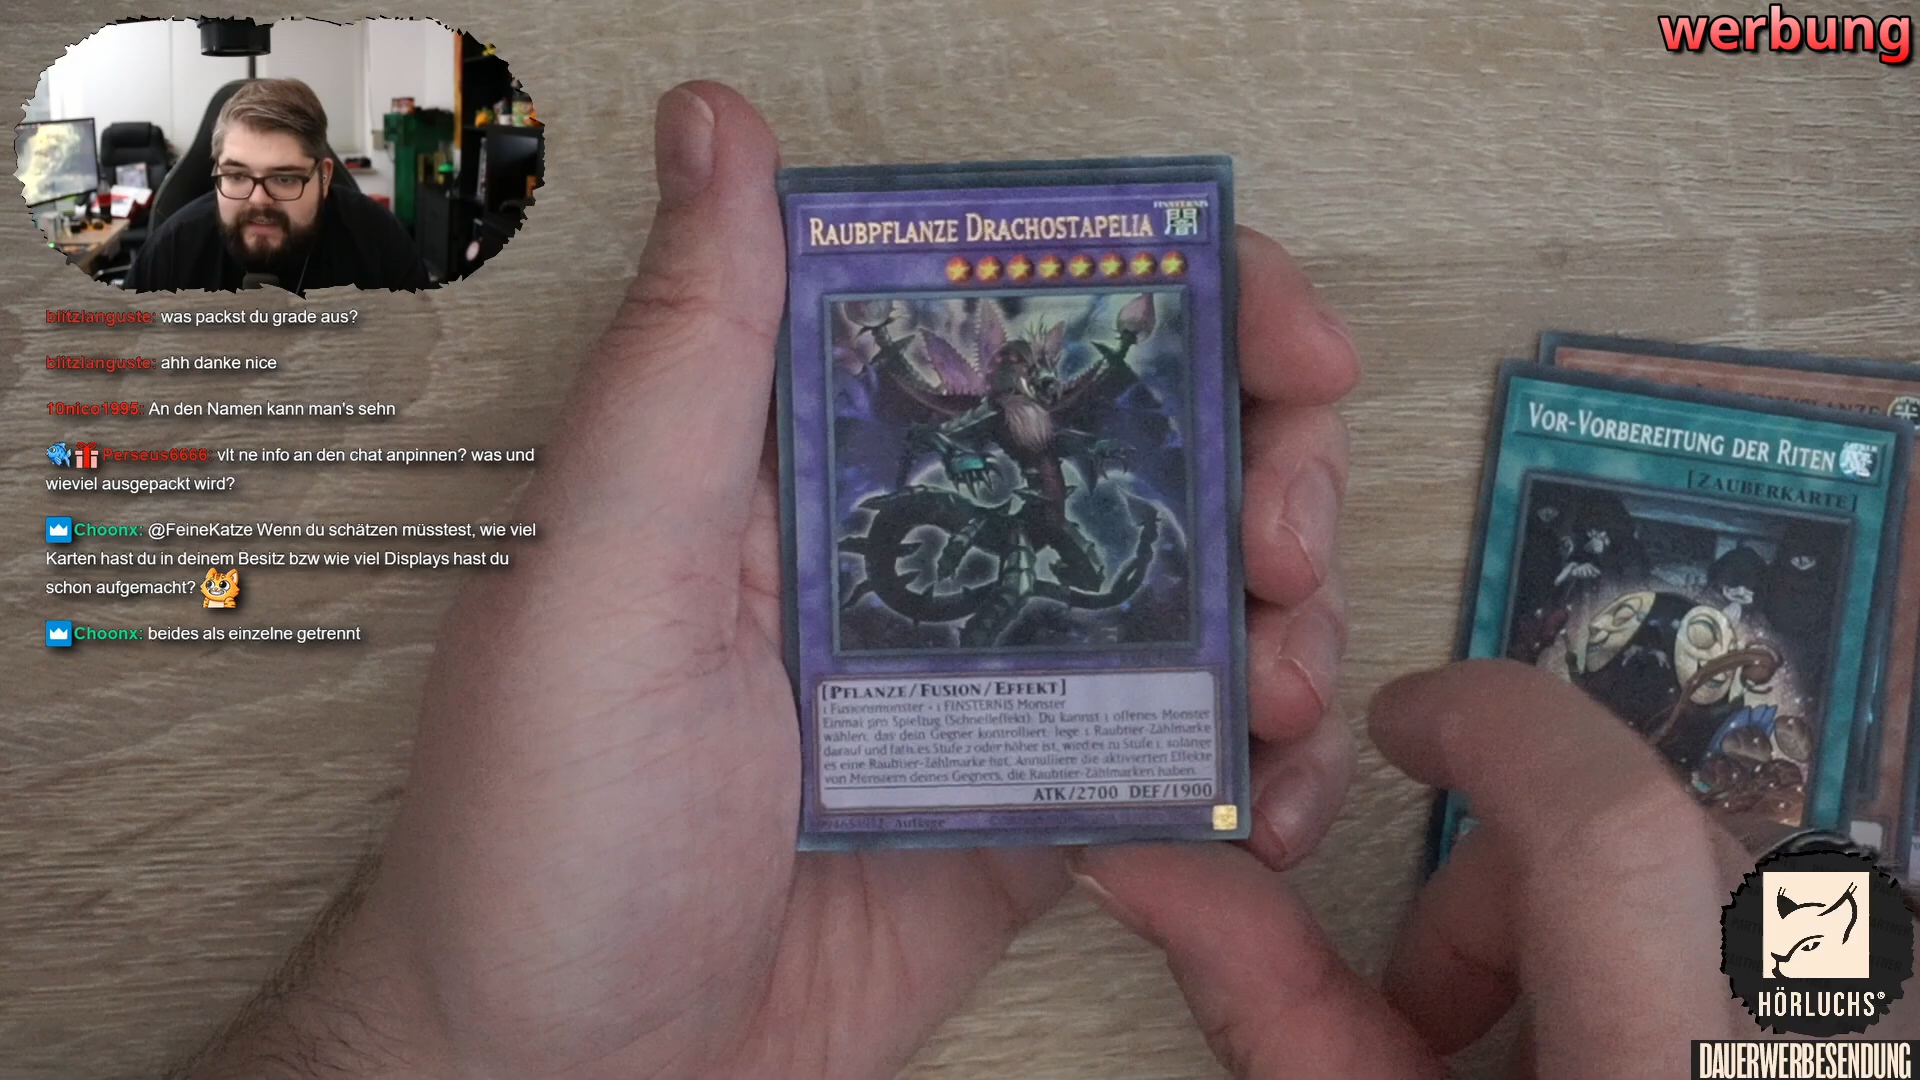 werbung
blitzlanguste: was packst du grade aus?
blitzlanguste: ahh danke nice
10nico1995: An den Namen kann man's sehn
Perseus6666: vlt ne info an den chat anpinnen? was und
wieviel ausgepackt wird?
Choonx: @FeineKatze Wenn du schätzen müsstest, wie viel
Karten hast du in deinem Besitz bzw wie viel Displays hast du
schon aufgemacht?
Choonx: beides als einzelne getrennt
RAUBPFLANZE DRACHOSTAPELIA
FINSTERNIS
闇
[PFLANZE/FUSION/EFFEKT]
1 Fusionsmonster + 1 FINSTERNIS Monster
Einmal pro Spielzug (Schnelleffekt): Du kannst 1 offenes Monster
wählen, das dein Gegner kontrolliert; lege 1 Raubtier-Zählmarke
darauf und falls es Stufe 2 oder höher ist, wird es zu Stufe 1, solange
es eine Raubtier-Zählmarke hat. Annulliere die aktivierten Effekte
von Monstern deines Gegners, die Raubtier-Zählmarken haben.
ATK/2700 DEF/1900
Auflage
VOR-VORBEREITUNG DER RITEN
[ZAUBERKARTE]
HÖRLUCHS®
DAUERWERBESENDUNG